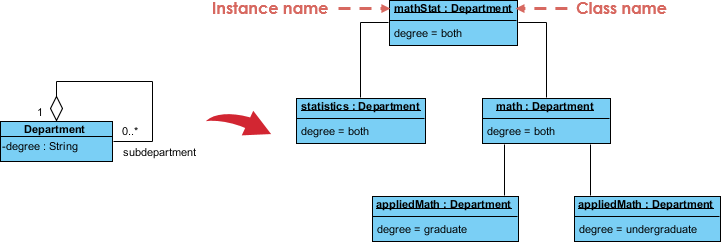 Instance name
mathStat : Department
Class name
degree = both
statistics : Department
degree = both
math : Department
degree = both
1
Department
-degree : String
0..*
subdepartment
appliedMath : Department
degree = graduate
appliedMath : Department
degree = undergraduate